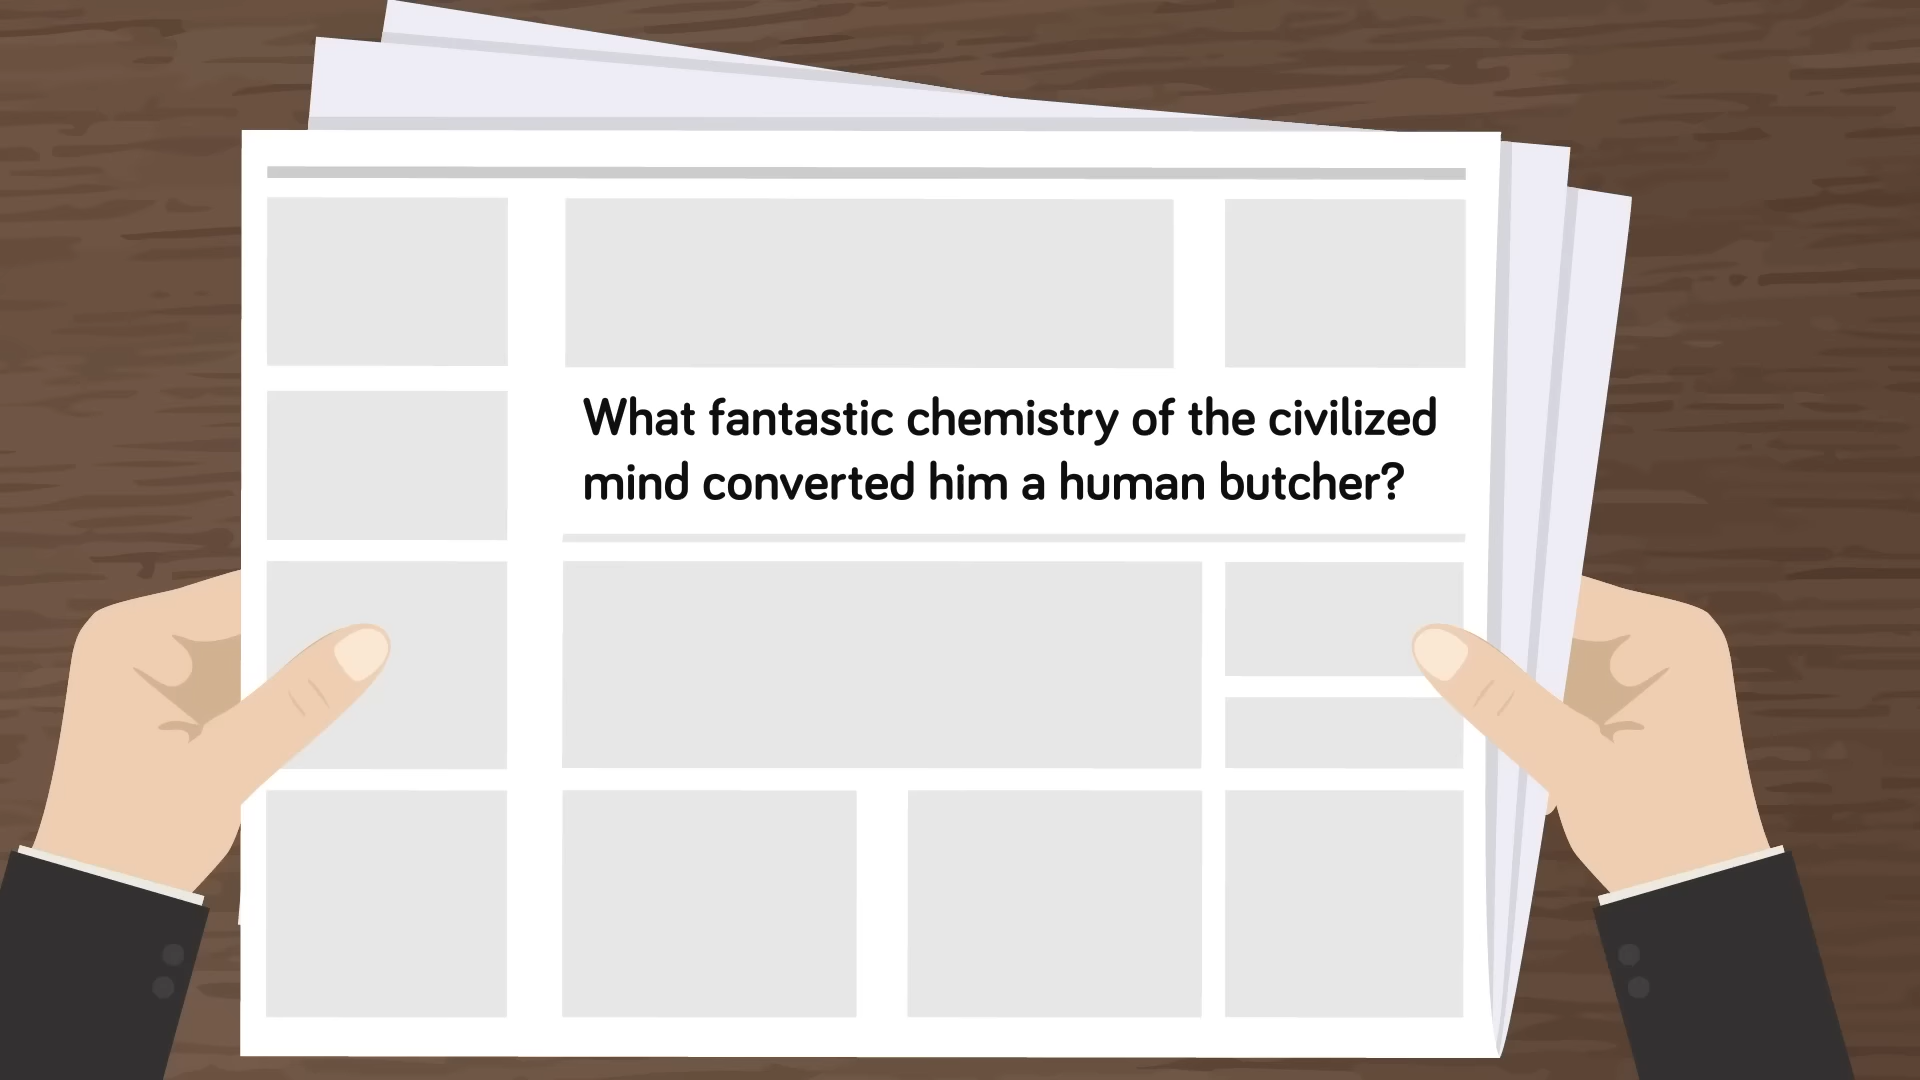 What fantastic chemistry of the civilized
mind converted him a human butcher?